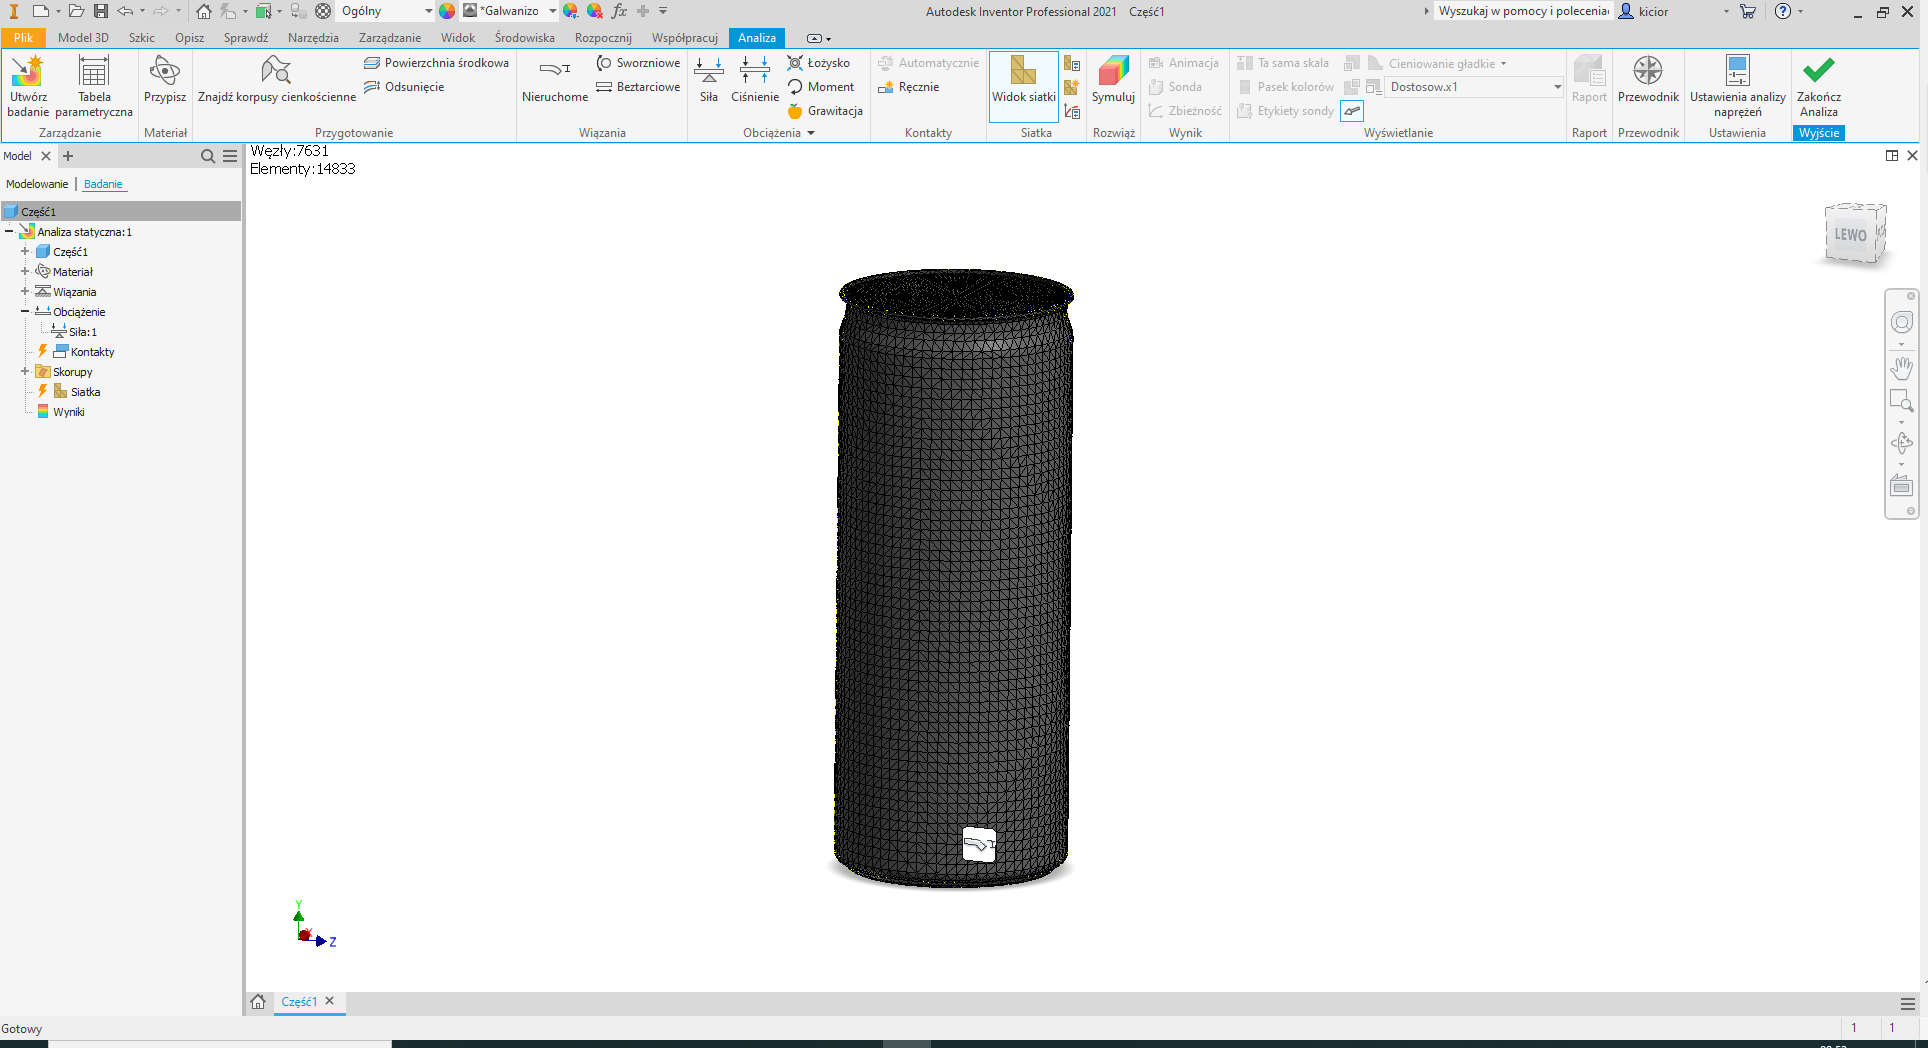 Ogólny
*Galwanizo
fx
Autodesk Inventor Professional 2021 Część1
Wyszukaj w pomocy i polecenia
kicior
Plik Model 3D Szkic Opisz Sprawdź Narzędzia Zarządzanie Widok Środowiska Rozpocznij Współpracuj Analiza
Utwórz badanie
Tabela parametryczna
Zarządzanie
Przypisz
Materiał
Znajdź korpusy cienkościenne
Powierzchnia środkowa
Odsunięcie
Przygotowanie
Nieruchome
Sworzniowe
Beztarciowe
Wiązania
Siła
Ciśnienie
Łożysko
Moment
Grawitacja
Obciążenia
Automatycznie
Ręcznie
Kontakty
Widok siatki
Siatka
Symuluj
Rozwiąż
Animacja
Sonda
Zbieżność
Wynik
Ta sama skala
Pasek kolorów
Etykiety sondy
Cieniowanie gładkie
Dostosow.x1
Wyświetlanie
Raport
Raport
Przewodnik
Przewodnik
Ustawienia analizy naprężeń
Ustawienia
Zakończ Analiza
Wyjście
Model
Modelowanie Badanie
Część1
Analiza statyczna:1
Część1
Materiał
Wiązania
Obciążenie
Siła:1
Kontakty
Skorupy
Siatka
Wyniki
Węzły:7631
Elementy:14833
LEWO
Y
X
Z
Część1
Gotowy
1 1